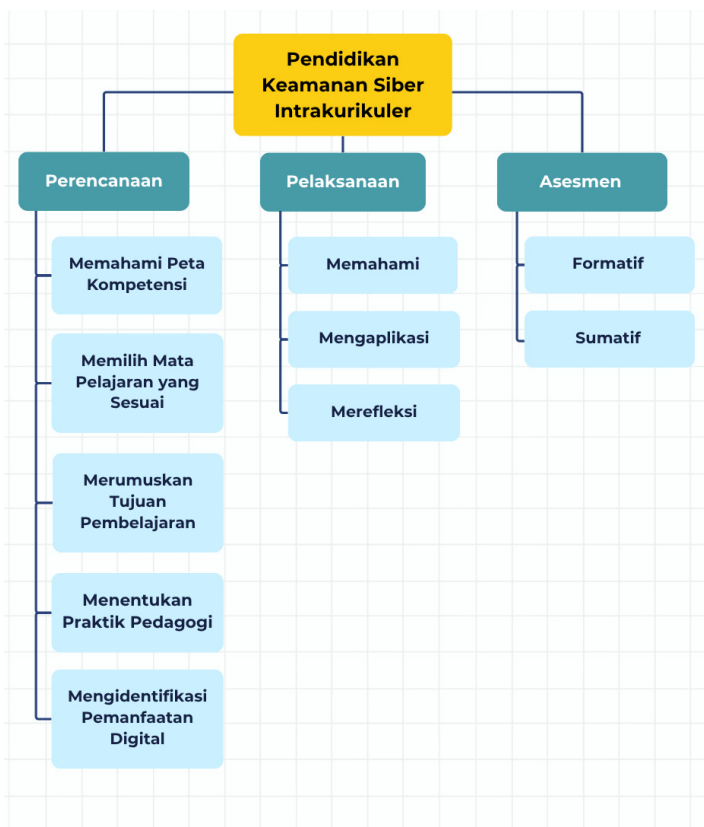 Pendidikan
Keamanan Siber
Intrakurikuler
Perencanaan
Memahami Peta
Kompetensi
Memilih Mata
Pelajaran yang
Sesuai
Merumuskan
Tujuan
Pembelajaran
Menentukan
Praktik Pedagogi
Mengidentifikasi
Pemanfaatan
Digital
Pelaksanaan
Memahami
Mengaplikasi
Merefleksi
Asesmen
Formatif
Sumatif